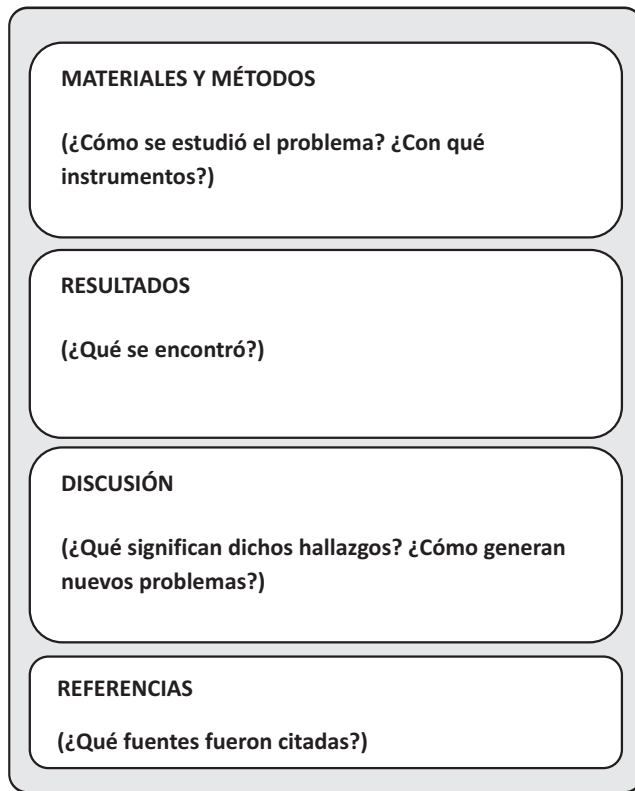 MATERIALES Y MÉTODOS
(¿Cómo se estudió el problema? ¿Con qué
instrumentos?)
RESULTADOS
(¿Qué se encontró?)
DISCUSIÓN
(¿Qué significan dichos hallazgos? ¿Cómo generan
nuevos problemas?)
REFERENCIAS
(¿Qué fuentes fueron citadas?)